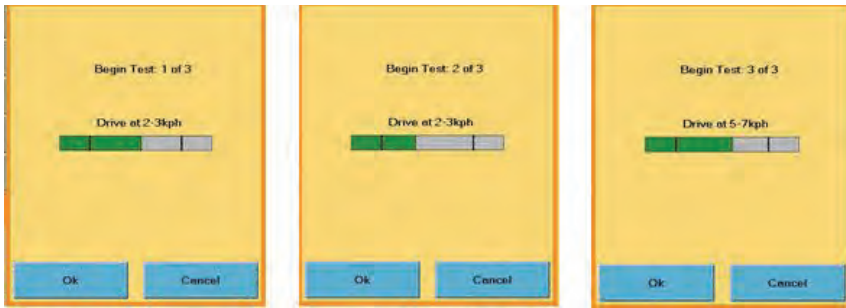 Begin Test: 1 of 3
Drive at 2-3kph
Ok Cancel
Begin Test: 2 of 3
Drive at 2-3kph
Ok Cancel
Begin Test: 3 of 3
Drive at 5-7kph
Ok Cancel